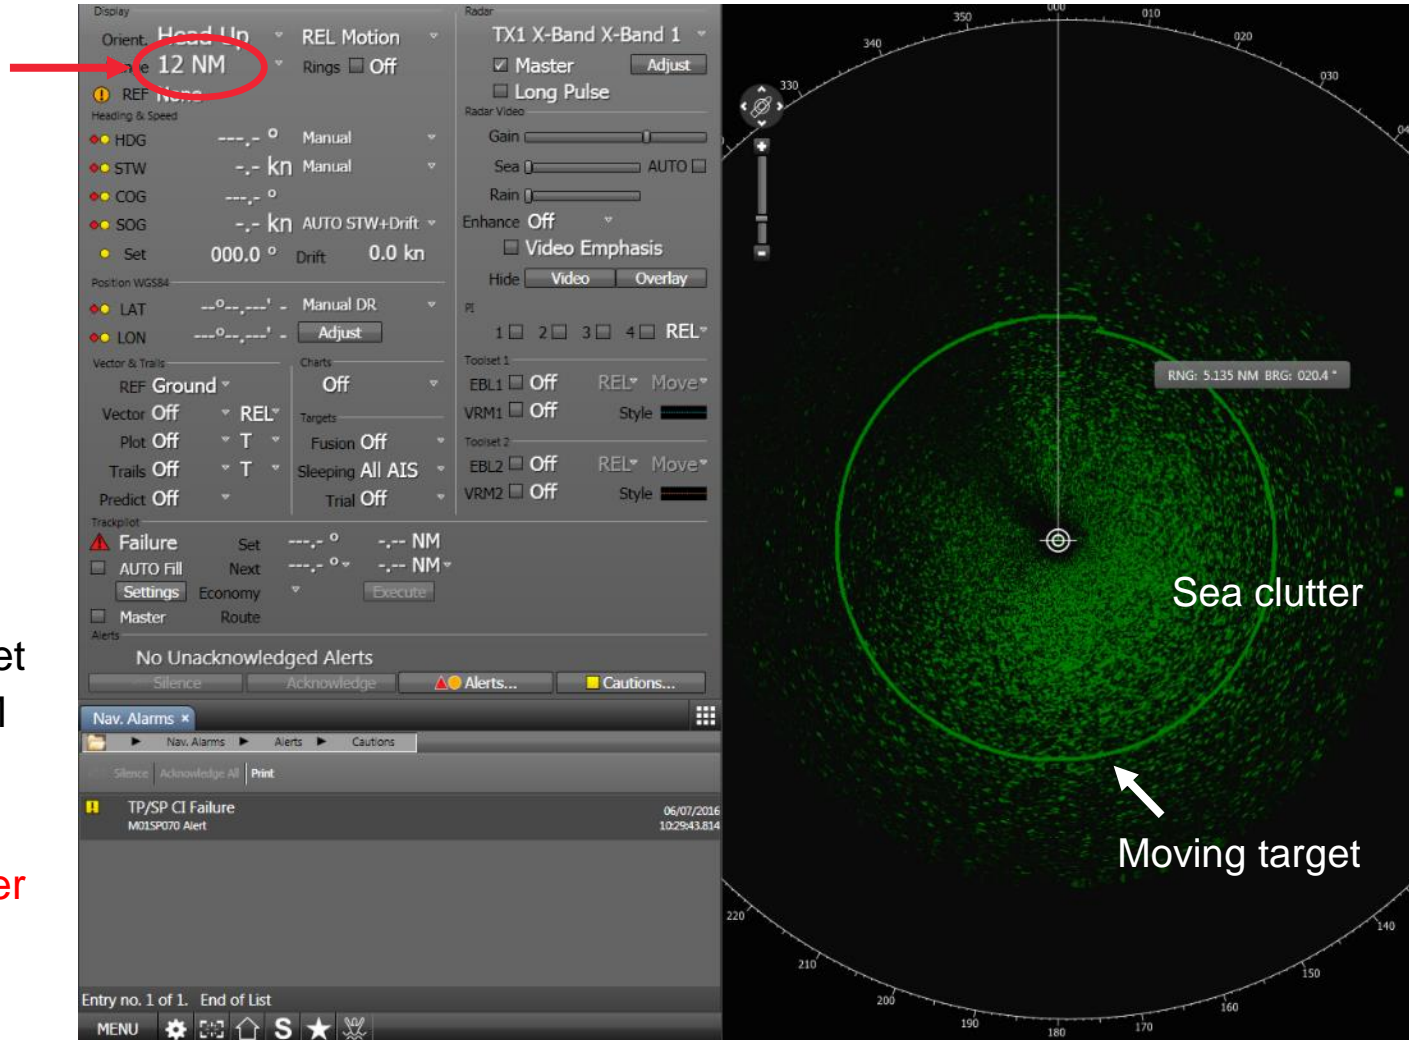 Display
Orient. Head Up REL Motion
12 NM Rings Off
REF None
Heading & Speed
HDG ---.- ° Manual
STW -.- kn Manual
COG ---.- °
SOG -.- kn AUTO STW+Drift
Set 000.0 ° Drift 0.0 kn
Position WGS84
LAT --°--,---' - Manual DR
LON ---°--,---' - Adjust
Vector & Trails
REF Ground
Vector Off REL
Plot Off T
Trails Off T
Predict Off
Charts
Off
Targets
Fusion Off
Sleeping All AIS
Trial Off
Radar
TX1 X-Band X-Band 1
Master Adjust
Long Pulse
Radar Video
Gain
Sea AUTO
Rain
Enhance Off
Video Emphasis
Hide Video Overlay
PI
1 2 3 4 REL
Toolset 1
EBL1 Off REL Move
VRM1 Off Style
Toolset 2
EBL2 Off REL Move
VRM2 Off Style
Trackpilot
Failure Set ---.- ° -.-- NM
AUTO Fill Next ---.- ° -.-- NM
Settings Economy Execute
Master Route
Alerts
No Unacknowledged Alerts
Silence Acknowledge Alerts... Cautions...
Nav. Alarms ×
Nav. Alarms Alerts Cautions
Silence Acknowledge All Print
TP/SP CI Failure 06/07/2016
M01SP070 Alert 10:29:43.814
Entry no. 1 of 1. End of List
MENU S
et
er
350 000 010
340 020
330 030
04
RNG: 5.135 NM BRG: 020.4 °
Sea clutter
Moving target
220 140
210 150
200 160
190 180 170